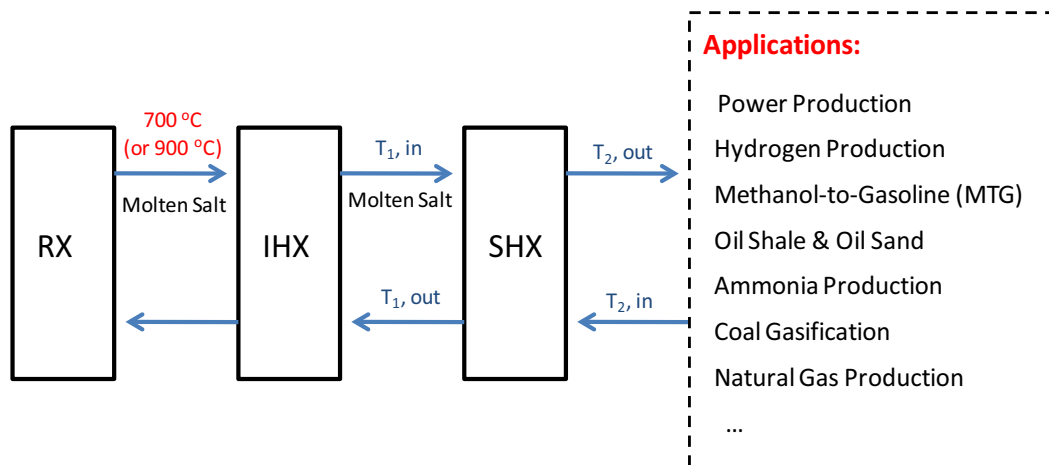 Applications:
700 °C
(or 900 °C)
T1, in
T2, out
Molten Salt
Molten Salt
RX
IHX
SHX
T1, out
T2, in
Power Production
Hydrogen Production
Methanol-to-Gasoline (MTG)
Oil Shale & Oil Sand
Ammonia Production
Coal Gasification
Natural Gas Production
...